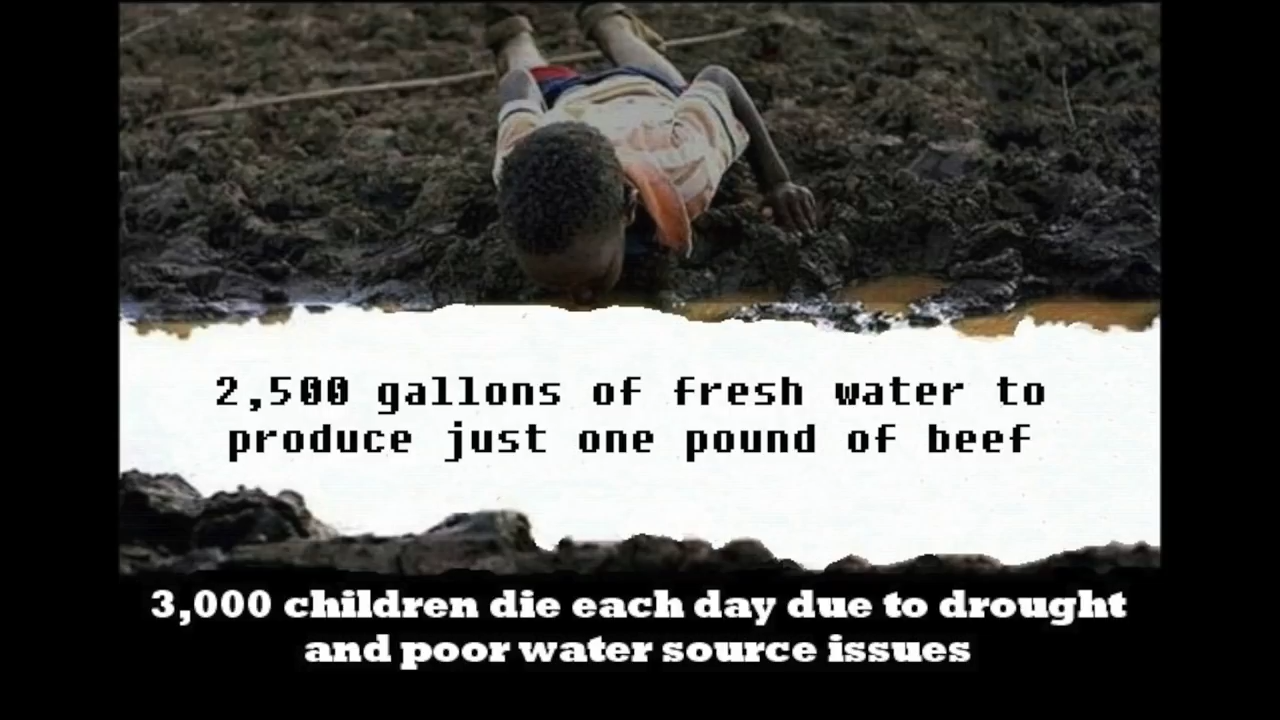 2,500 gallons of fresh water to
produce just one pound of beef
3,000 children die each day due to drought
and poor water source issues